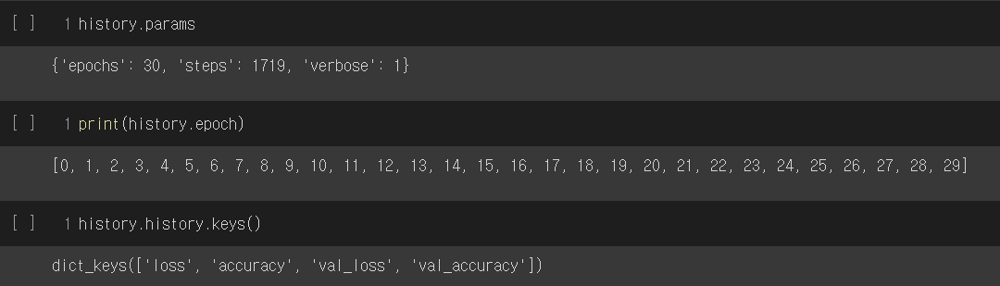 [ ] 1 history.params
{'epochs': 30, 'steps': 1719, 'verbose': 1}
[ ] 1 print(history.epoch)
[0, 1, 2, 3, 4, 5, 6, 7, 8, 9, 10, 11, 12, 13, 14, 15, 16, 17, 18, 19, 20, 21, 22, 23, 24, 25, 26, 27, 28, 29]
[ ] 1 history.history.keys()
dict_keys(['loss', 'accuracy', 'val_loss', 'val_accuracy'])